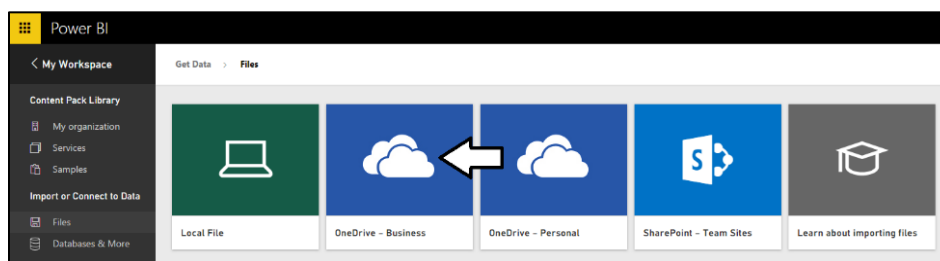 Power BI
< My Workspace
Get Data > Files
Content Pack Library
My organization
Services
Samples
Import or Connect to Data
Files
Databases & More
S
Local File
OneDrive - Business
OneDrive - Personal
SharePoint - Team Sites
Learn about importing files